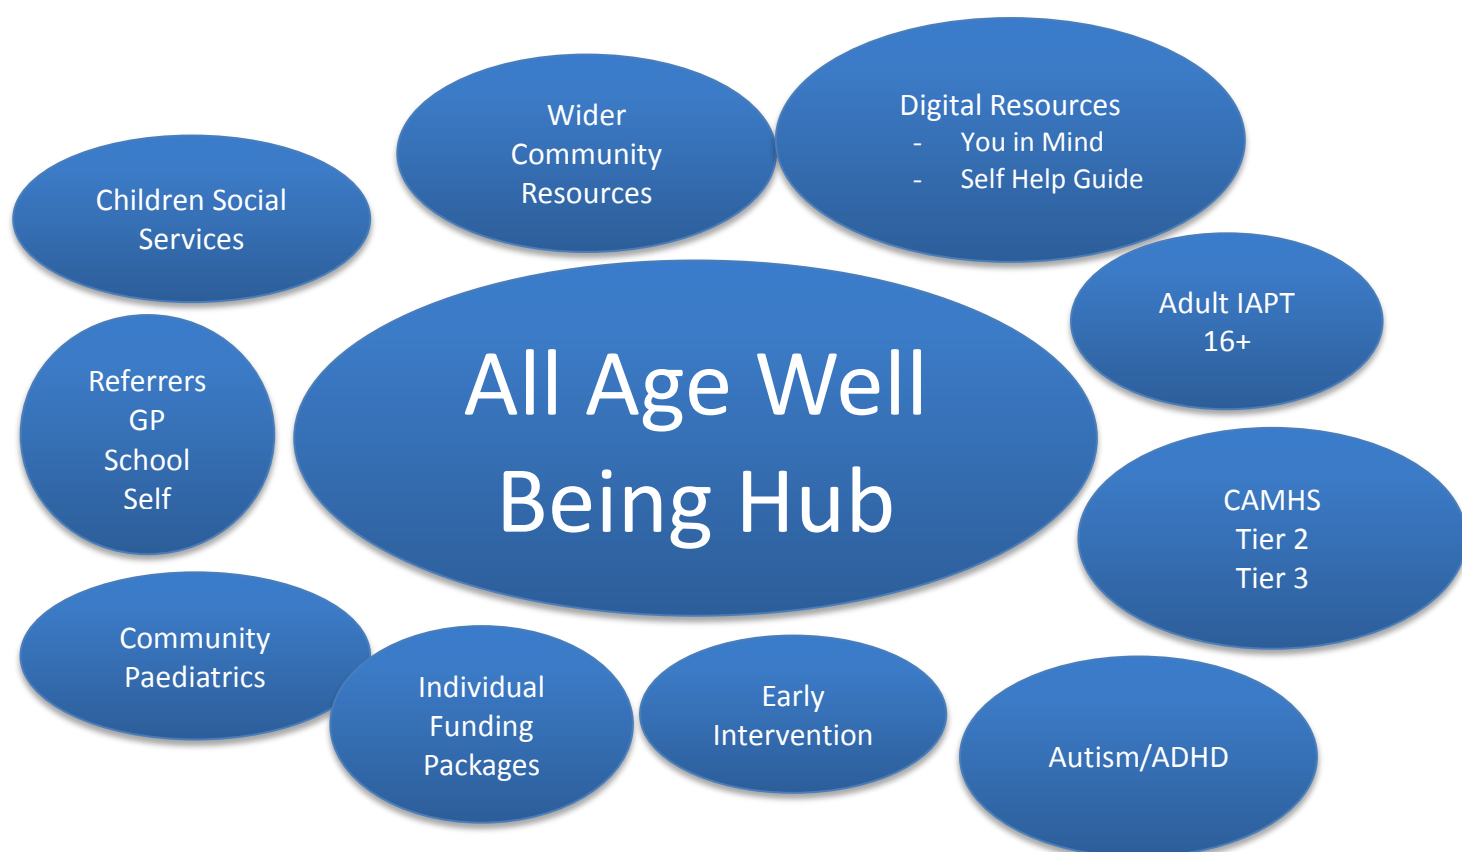 Wider
Community
Resources
Digital Resources
- You in Mind
- Self Help Guide
Children Social
Services
Adult IAPT
16+
All Age Well
Being Hub
Referrers
GP
School
Self
CAMHS
Tier 2
Tier 3
Community
Paediatrics
Individual
Funding
Packages
Early
Intervention
Autism/ADHD